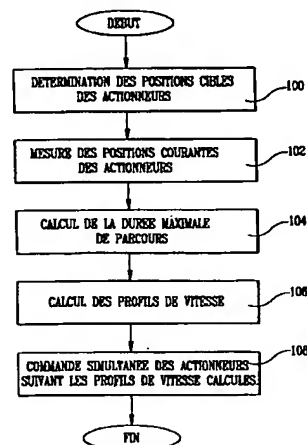 DEBUT
DETERMINATION DES POSITIONS CIBLES
DES ACTIONNEURS
100
MESURE DES POSITIONS COURANTES
DES ACTIONNEURS
102
CALCUL DE LA DUREE MAXIMALE
DE PARCOURS
104
CALCUL DES PROFILS DE VITESSE
106
COMMANDE SIMULTANEE DES ACTIONNEURS
SUIVANT LES PROFILS DE VITESSE CALCULES
108
FIN